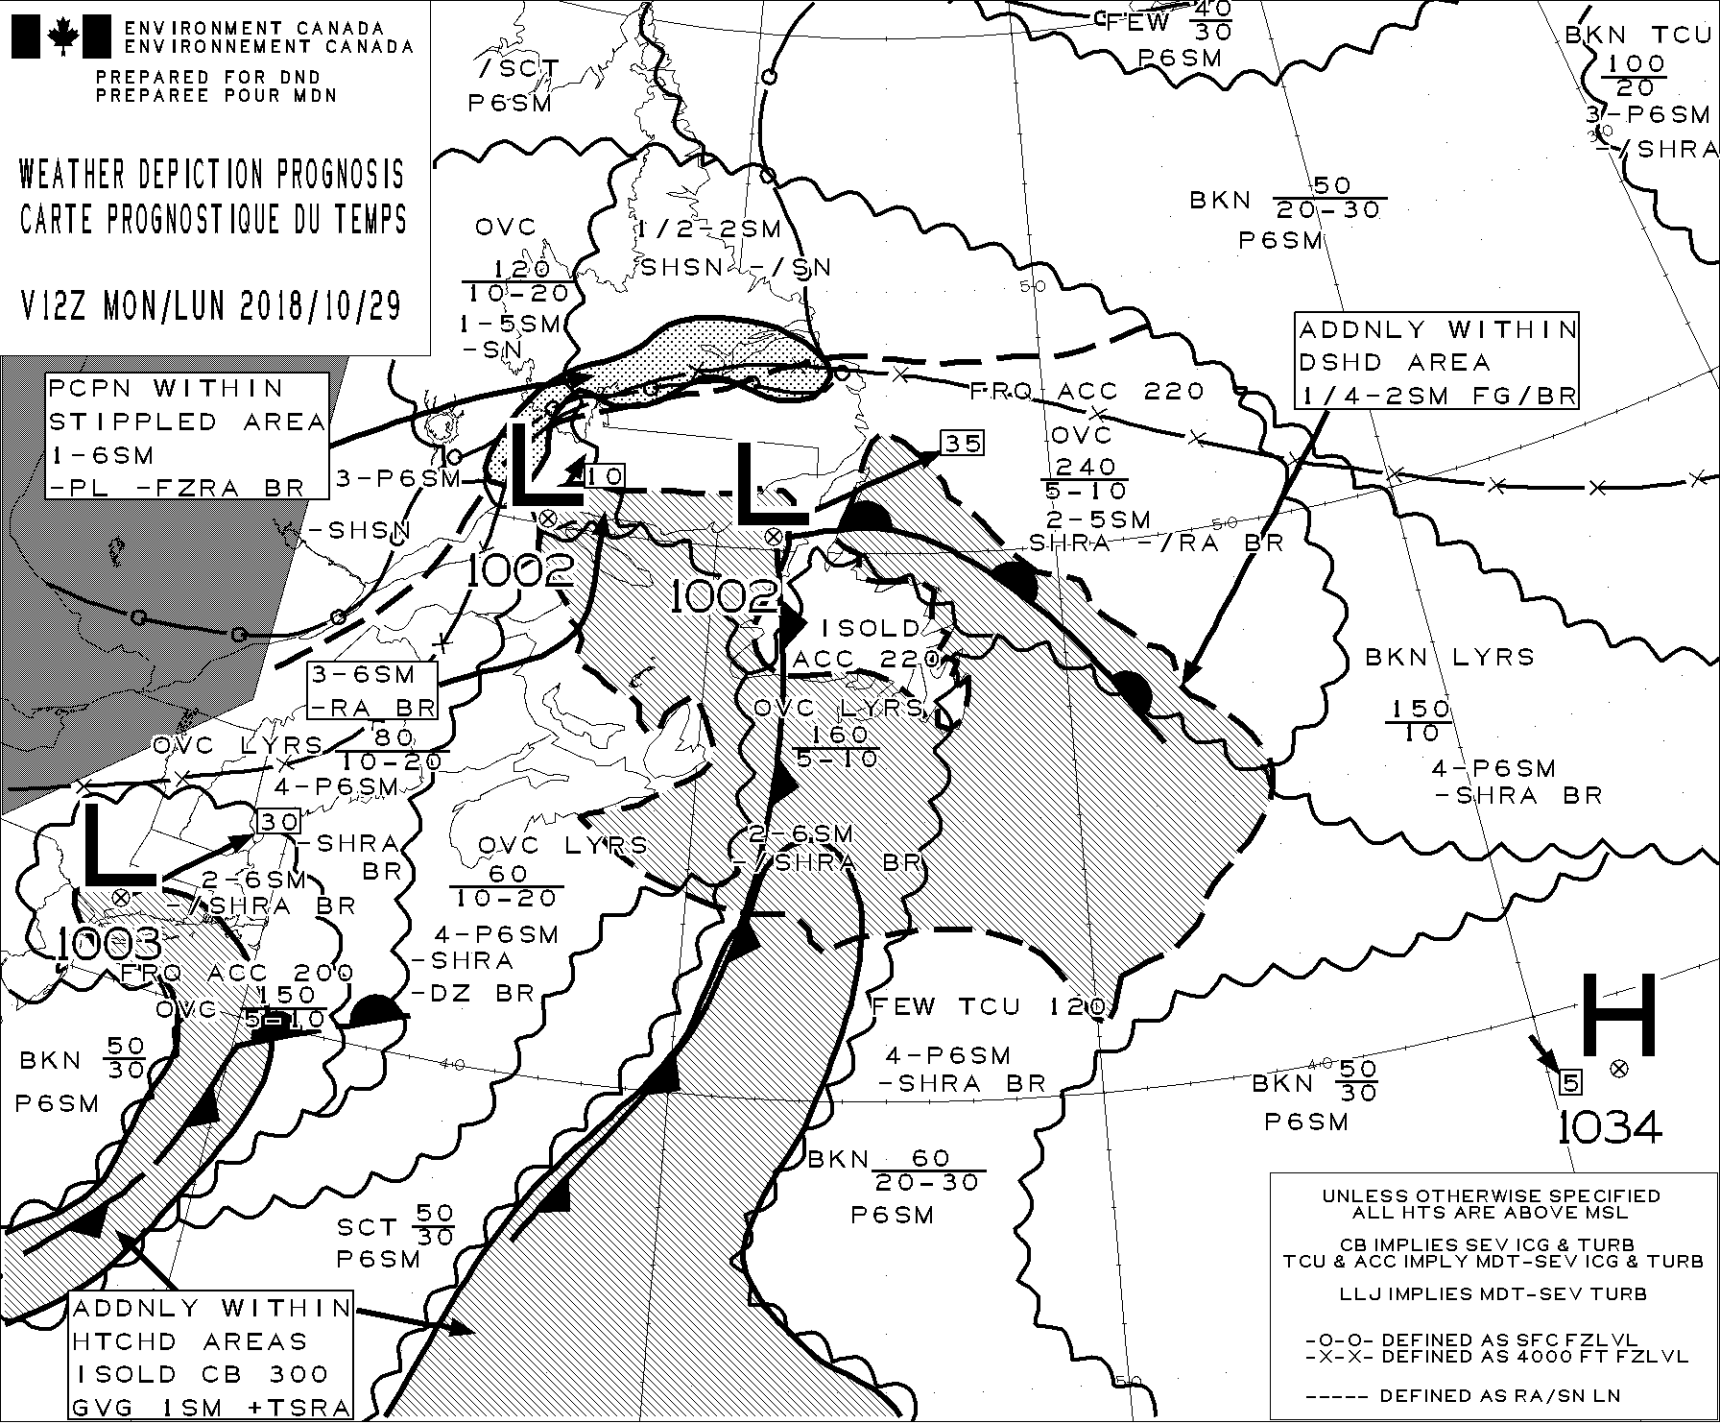 ENVIRONMENT CANADA
ENVIRONNEMENT CANADA
PREPARED FOR DND
PREPAREE POUR MDN
WEATHER DEPICTION PROGNOSIS
CARTE PROGNOSTIQUE DU TEMPS
V12Z MON/LUN 2018/10/29
/SCT
P6SM
FEW 40
30
P6SM
BKN TCU
100
20
3-P6SM
-/SHRA
BKN 50
20-30
P6SM
OVC
120
10-20
1-5SM
-SN
1/2-2SM
SHSN -/SN
50
ADDNLY WITHIN
DSHD AREA
1/4-2SM FG/BR
PCPN WITHIN
STIPPLED AREA
1-6SM
-PL -FZRA BR
FRQ ACC 220
OVC
240
5-10
2-5SM
SHRA -/RA BR
50
35
10
3-P6SM
-SHSN
1002
1002
L
L
ISOLD
ACC 220
OVC LYRS
160
5-10
2-6SM
-/SHRA BR
BKN LYRS
150
10
4-P6SM
-SHRA BR
3-6SM
-RA BR
OVC LYRS 80
10-20
4-P6SM
-SHRA
BR
30
L
2-6SM
-/SHRA BR
1003
FRQ ACC 200
OVC 150
5-10
OVC LYRS
60
10-20
4-P6SM
-SHRA
-DZ BR
BKN 50
30
P6SM
40
FEW TCU 120
4-P6SM
-SHRA BR
BKN 60
20-30
P6SM
SCT 50
30
P6SM
40
BKN 50
30
P6SM
H
5
1034
ADDNLY WITHIN
HTCHD AREAS
ISOLD CB 300
GVG 1SM +TSRA
UNLESS OTHERWISE SPECIFIED
ALL HTS ARE ABOVE MSL
CB IMPLIES SEV ICG & TURB
TCU & ACC IMPLY MDT-SEV ICG & TURB
LLJ IMPLIES MDT-SEV TURB
-O-O- DEFINED AS SFC FZLVL
-X-X- DEFINED AS 4000 FT FZLVL
----- DEFINED AS RA/SN LN